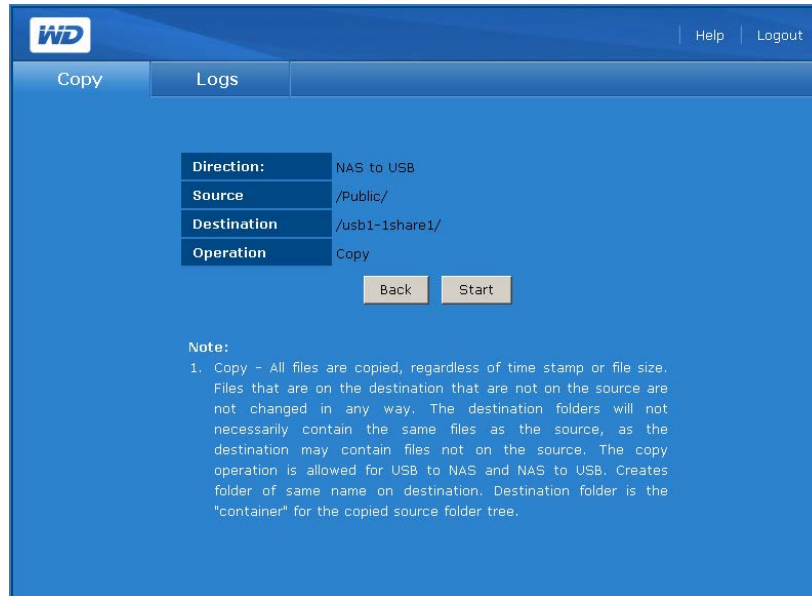 WD
Help
Logout
Copy
Logs
Direction: NAS to USB
Source /Public/
Destination /usb1-1share1/
Operation Copy
Back
Start
Note:
1. Copy - All files are copied, regardless of time stamp or file size.
Files that are on the destination that are not on the source are
not changed in any way. The destination folders will not
necessarily contain the same files as the source, as the
destination may contain files not on the source. The copy
operation is allowed for USB to NAS and NAS to USB. Creates
folder of same name on destination. Destination folder is the
"container" for the copied source folder tree.